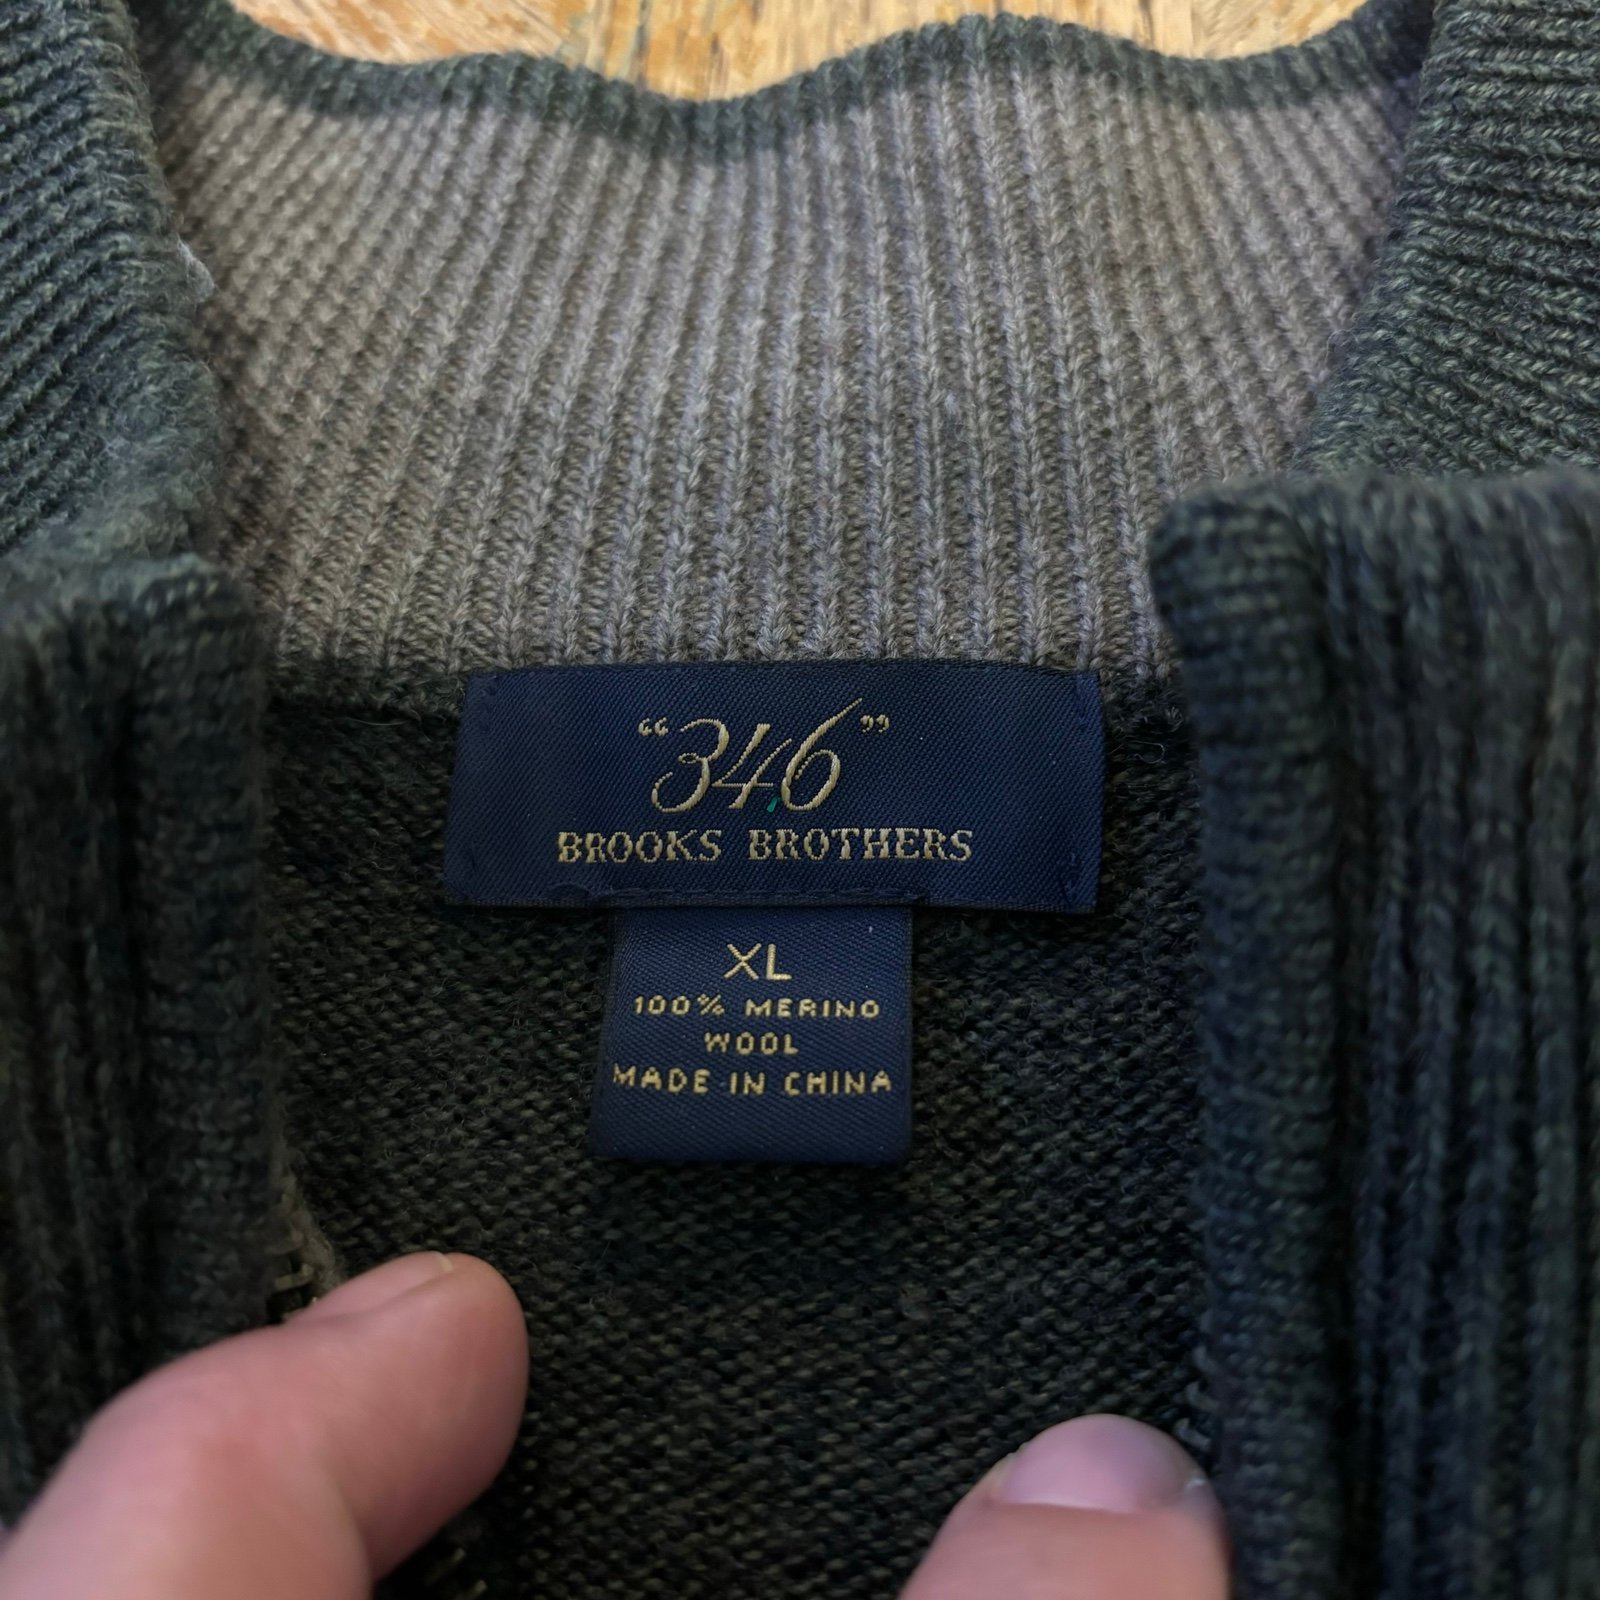 “346”
BROOKS BROTHERS
XL
100% MERINO
WOOL
MADE IN CHINA